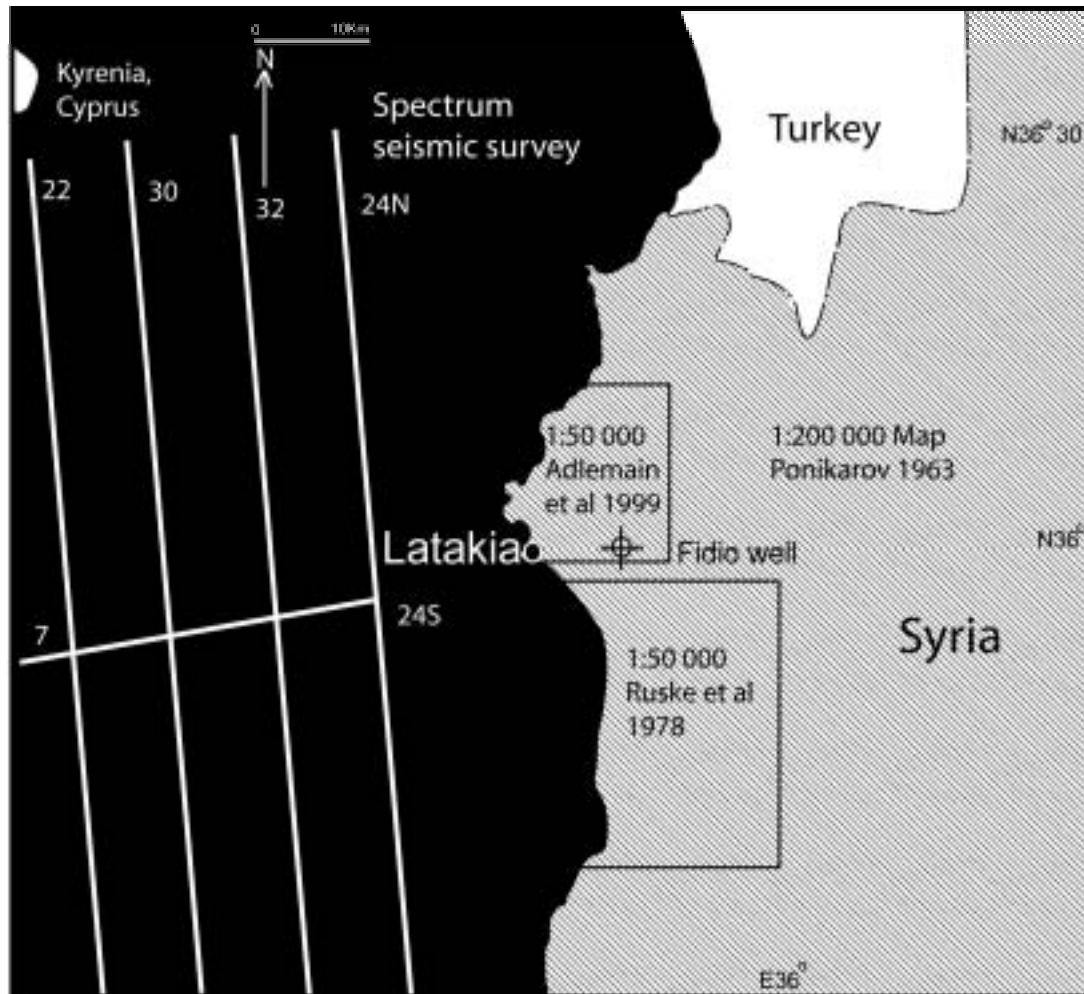 0 10Km
N
Kyrenia,
Cyprus
Spectrum
seismic survey
Turkey
N36° 30
22
30
32
24N
1:50 000
Adlemain
et al 1999
1:200 000 Map
Ponikarov 1963
Latakia
Fidio well
N36°
7
24S
Syria
1:50 000
Ruske et al
1978
E36°